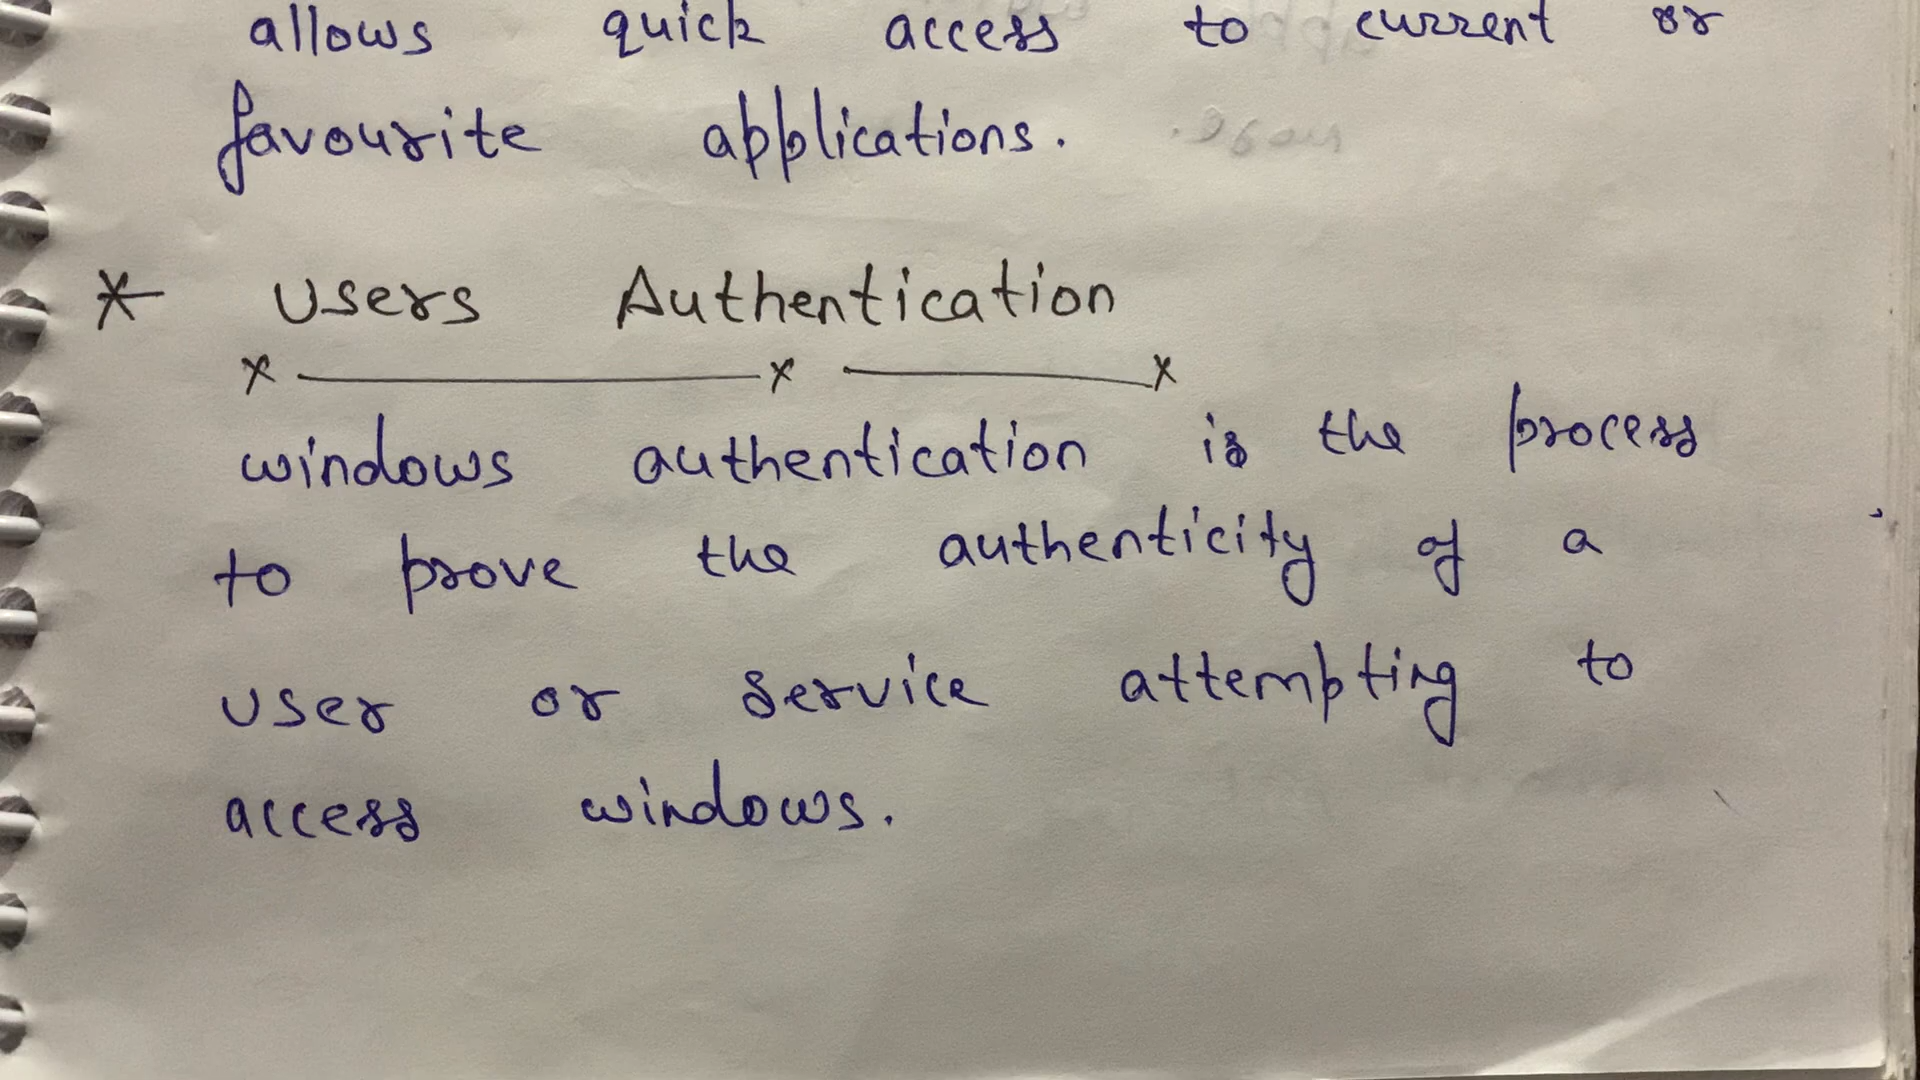 allows quick access to current or
favourite applications.
* Users Authentication
x x x
windows authentication is the process
to prove the authenticity of a
user or service attempting to
access windows.